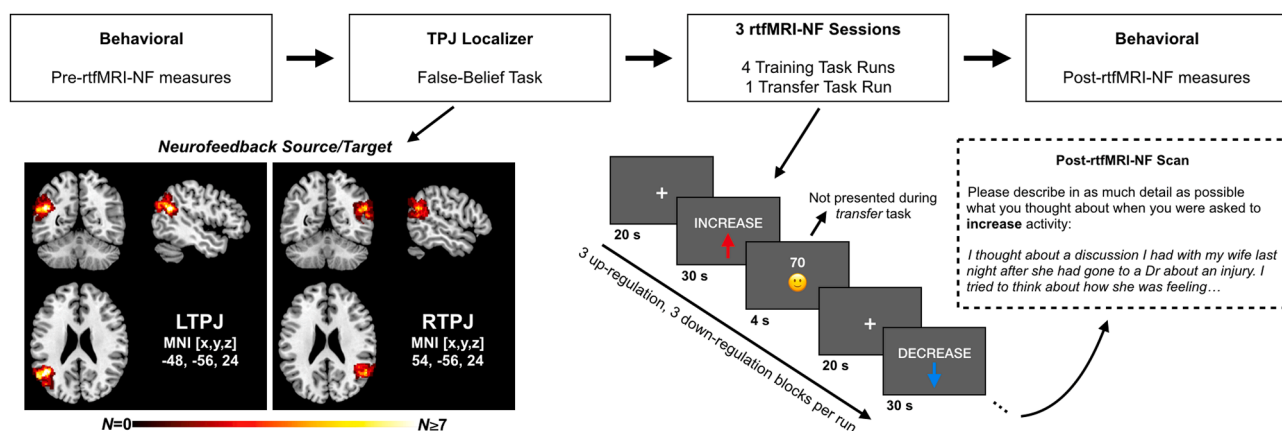 Behavioral
Pre-rtfMRI-NF measures
TPJ Localizer
False-Belief Task
3 rtfMRI-NF Sessions
4 Training Task Runs
1 Transfer Task Run
Behavioral
Post-rtfMRI-NF measures
Neurofeedback Source/Target
LTPJ
MNI [x,y,z]
-48, -56, 24
RTPJ
MNI [x,y,z]
54, -56, 24
N=0
N≥7
20 s
INCREASE
30 s
70
4 s
Not presented during
transfer task
20 s
DECREASE
30 s
3 up-regulation, 3 down-regulation blocks per run
Post-rtfMRI-NF Scan
Please describe in as much detail as possible
what you thought about when you were asked to
increase activity:
I thought about a discussion I had with my wife last
night after she had gone to a Dr about an injury. I
tried to think about how she was feeling…